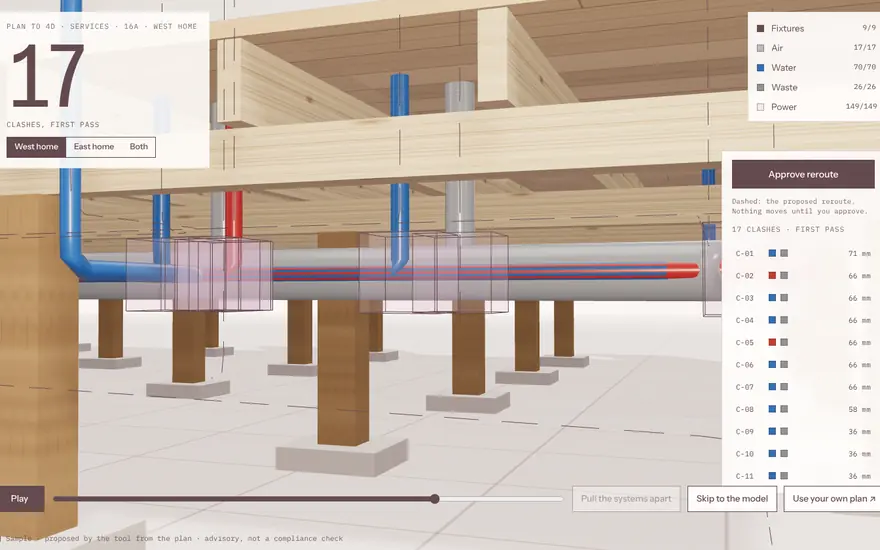 PLAN TO 4D · SERVICES · 16A · WEST HOME
17
CLASHES, FIRST PASS
West home East home Both
Fixtures 9/9
Air 17/17
Water 70/70
Waste 26/26
Power 149/149
Approve reroute
Dashed: the proposed reroute.
Nothing moves until you approve.
17 CLASHES · FIRST PASS
C-01 71 mm
C-02 66 mm
C-03 66 mm
C-04 66 mm
C-05 66 mm
C-06 66 mm
C-07 66 mm
C-08 58 mm
C-09 36 mm
C-10 36 mm
C-11 36 mm
Play
Pull the systems apart
Skip to the model
Use your own plan ↗
Sample · proposed by the tool from the plan · advisory, not a compliance check